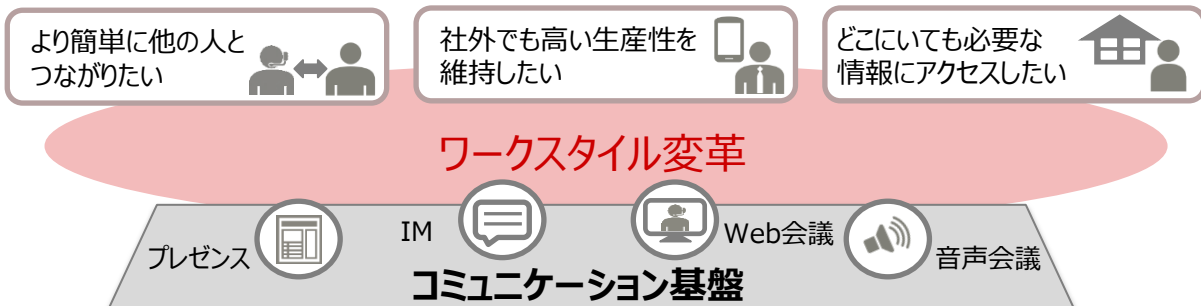 より簡単に他の人と
つながりたい
社外でも高い生産性を
維持したい
どこにいても必要な
情報にアクセスしたい
ワークスタイル変革
プレゼンス
IM
Web会議
音声会議
コミュニケーション基盤